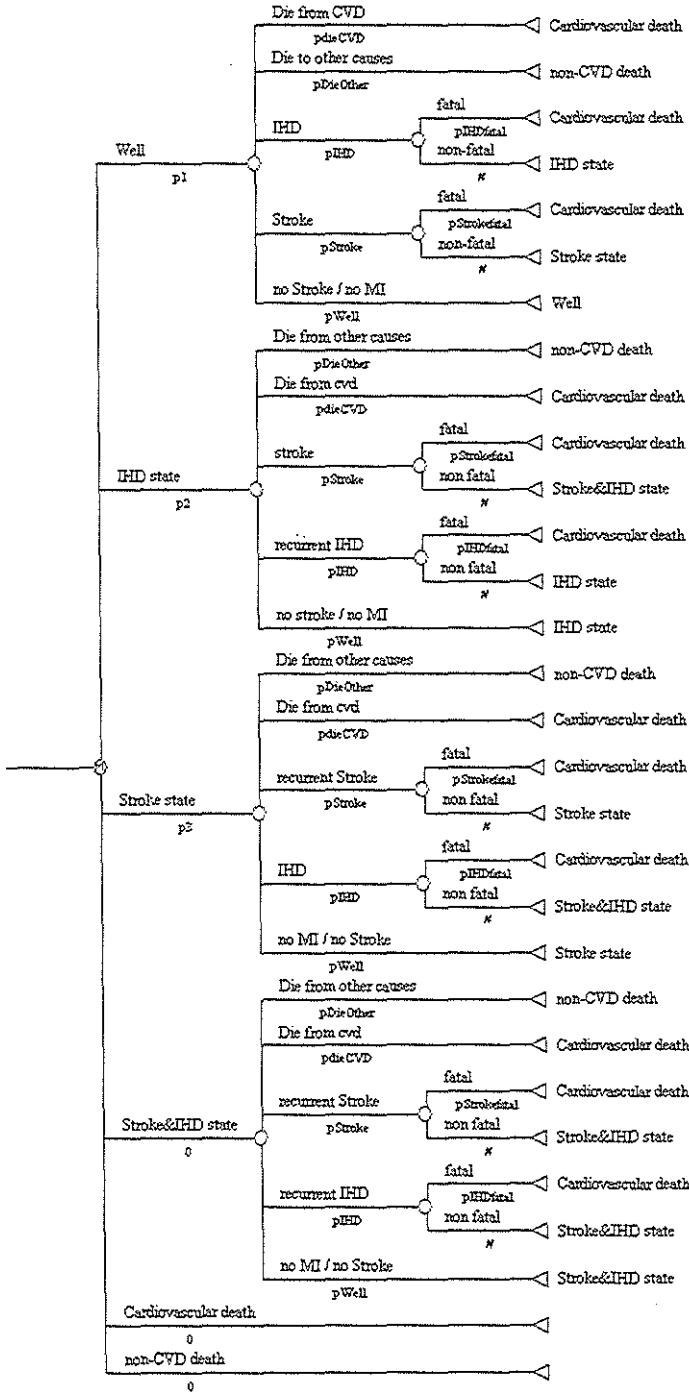 Die from CVD
pdieCVD
Cardiovascular death
Die to other causes
pDieOther
non-CVD death
IHD
pIHD
fatal
pIHDfatal
Cardiovascular death
non-fatal
#
IHD state
Well
p1
Stroke
pStroke
fatal
pStrokefatal
Cardiovascular death
non-fatal
#
Stroke state
no Stroke / no MI
pWell
Well
Die from other causes
pDieOther
non-CVD death
Die from cvd
pdieCVD
Cardiovascular death
stroke
pStroke
fatal
pStrokefatal
Cardiovascular death
non fatal
#
Stroke&IHD state
IHD state
p2
recurrent IHD
pIHD
fatal
pIHDfatal
Cardiovascular death
non fatal
#
IHD state
no stroke / no MI
pWell
IHD state
Die from other causes
pDieOther
non-CVD death
Die from cvd
pdieCVD
Cardiovascular death
M
recurrent Stroke
pStroke
fatal
pStrokefatal
Cardiovascular death
non fatal
#
Stroke state
Stroke state
p3
IHD
pIHD
fatal
pIHDfatal
Cardiovascular death
non fatal
#
Stroke&IHD state
no MI / no Stroke
pWell
Stroke state
Die from other causes
pDieOther
non-CVD death
Die from cvd
pdieCVD
Cardiovascular death
recurrent Stroke
pStroke
fatal
pStrokefatal
Cardiovascular death
non fatal
#
Stroke&IHD state
Stroke&IHD state
0
recurrent IHD
pIHD
fatal
pIHDfatal
Cardiovascular death
non fatal
#
Stroke&IHD state
no MI / no Stroke
pWell
Stroke&IHD state
Cardiovascular death
0
non-CVD death
0